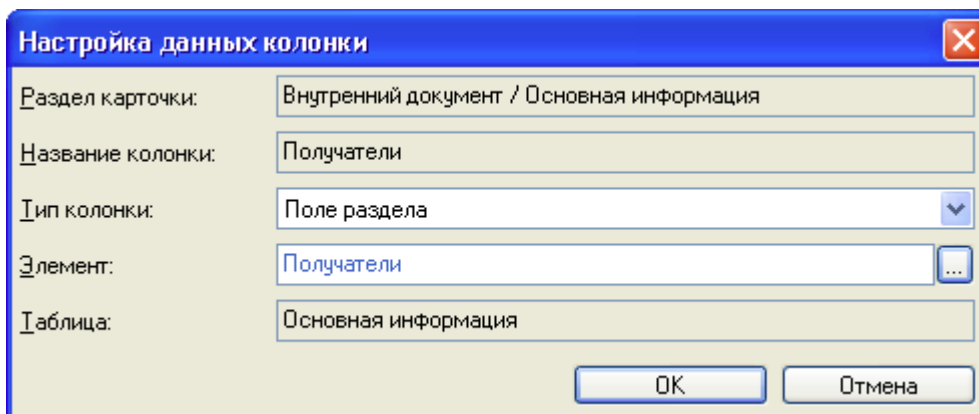 Настройка данных колонки
Раздел карточки: Внутренний документ / Основная информация
Название колонки: Получатели
Тип колонки: Поле раздела
Элемент: Получатели ...
Таблица: Основная информация
OK Отмена